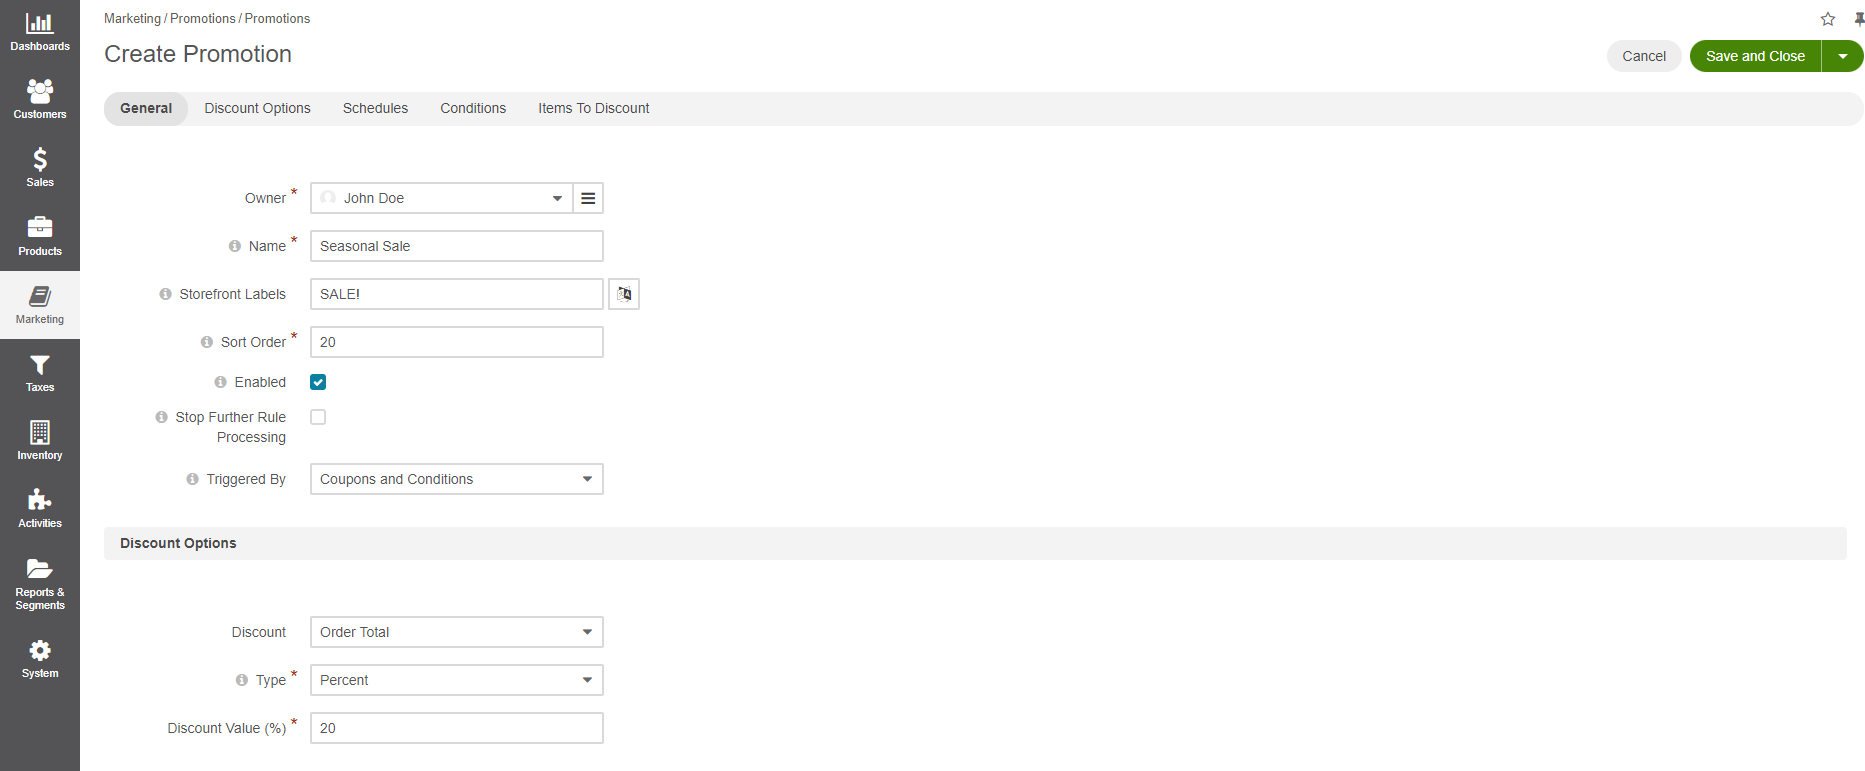 Dashboards
Customers
Sales
Products
Marketing
Taxes
Inventory
Activities
Reports &
Segments
System
Marketing / Promotions / Promotions
Create Promotion
Cancel
Save and Close
General
Discount Options
Schedules
Conditions
Items To Discount
Owner *
John Doe
Name *
Seasonal Sale
Storefront Labels
SALE!
Sort Order *
20
Enabled
Stop Further Rule
Processing
Triggered By
Coupons and Conditions
Discount Options
Discount
Order Total
Type *
Percent
Discount Value (%) *
20